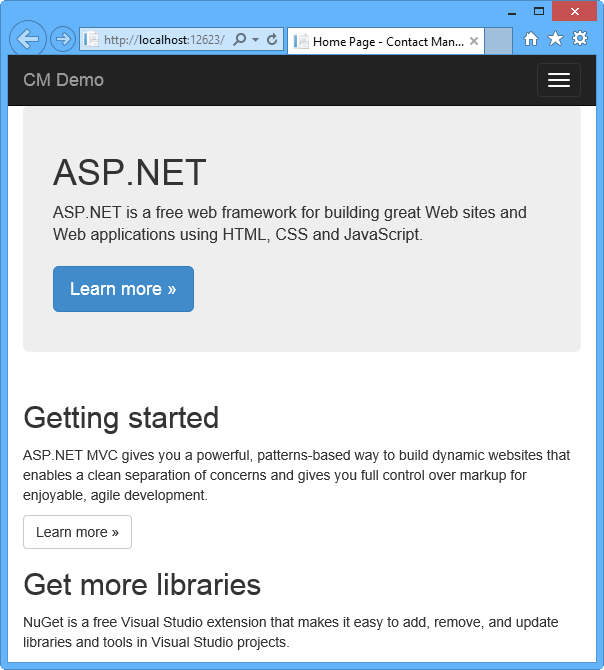 http://localhost:12623/
Home Page - Contact Man...
CM Demo
ASP.NET
ASP.NET is a free web framework for building great Web sites and
Web applications using HTML, CSS and JavaScript.
Learn more »
Getting started
ASP.NET MVC gives you a powerful, patterns-based way to build dynamic websites that
enables a clean separation of concerns and gives you full control over markup for
enjoyable, agile development.
Learn more »
Get more libraries
NuGet is a free Visual Studio extension that makes it easy to add, remove, and update
libraries and tools in Visual Studio projects.